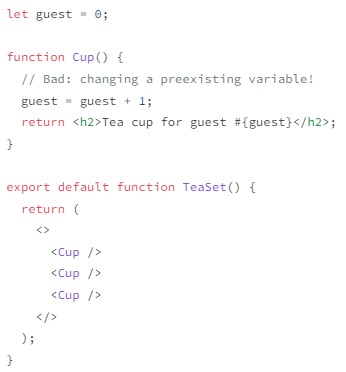 let guest = 0;

function Cup() {
  // Bad: changing a preexisting variable!
  guest = guest + 1;
  return <h2>Tea cup for guest #{guest}</h2>;
}

export default function TeaSet() {
  return (
    <>
      <Cup />
      <Cup />
      <Cup />
    </>
  );
}